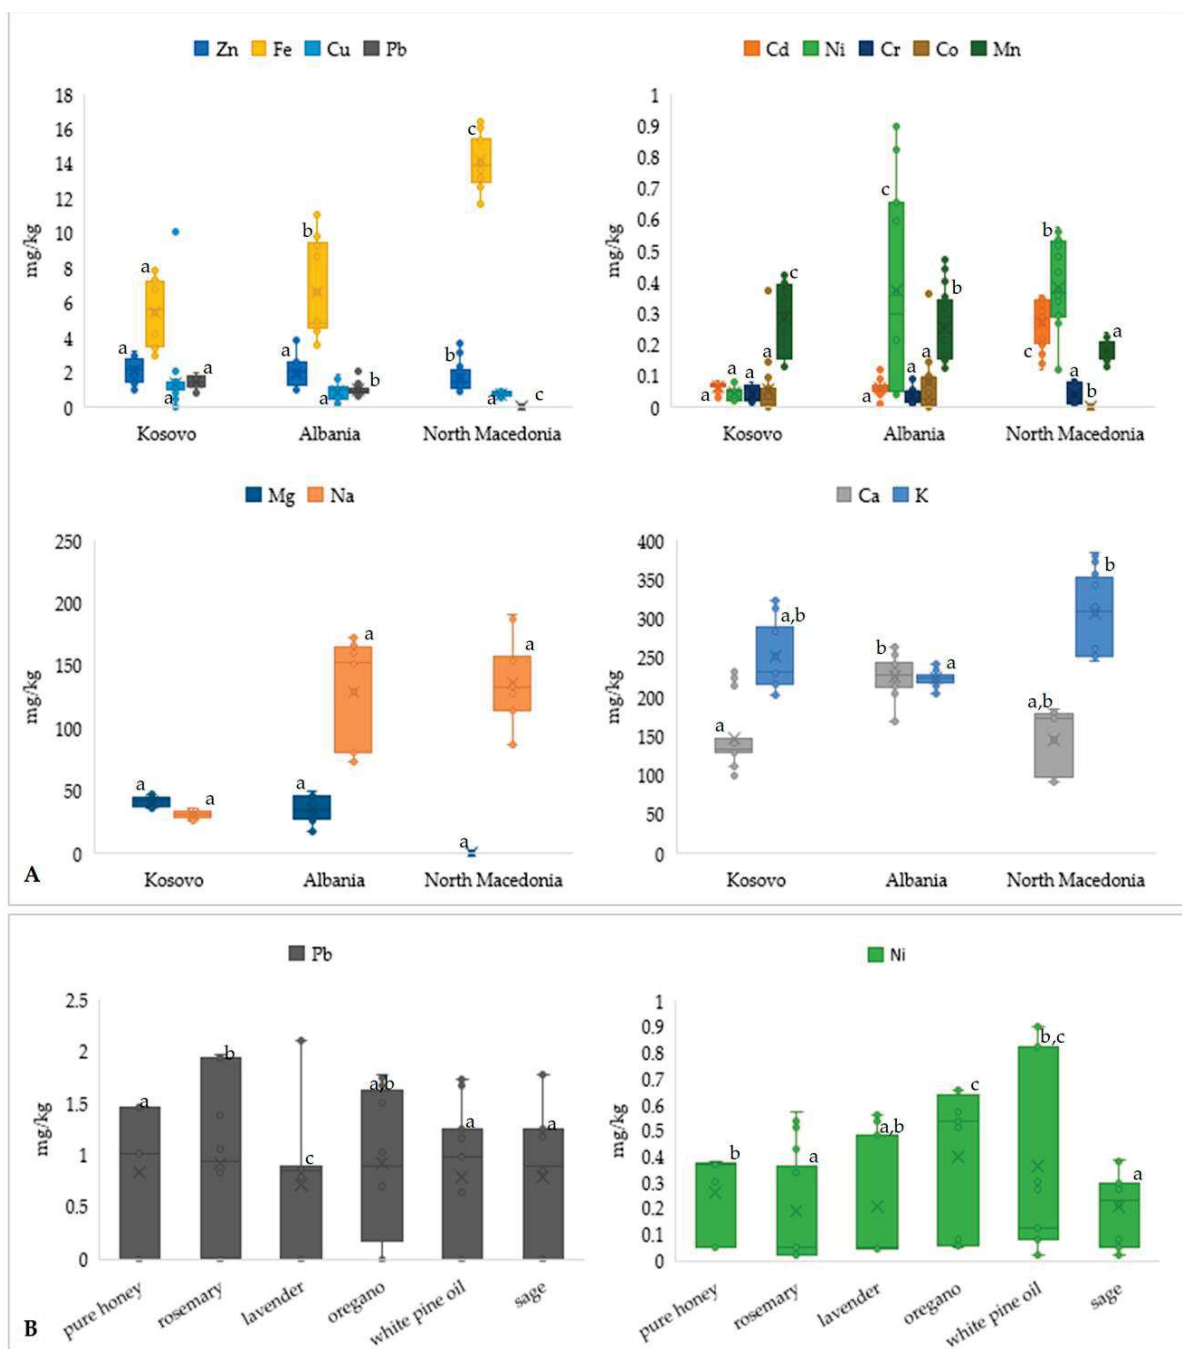 Zn Fe Cu Pb
18
16
14
12
10
8
6
4
2
0
mg/kg
a
a
a
a
a
b
a
b
b
c
a
c
Kosovo Albania North Macedonia
Cd Ni Cr Co Mn
1
0.9
0.8
0.7
0.6
0.5
0.4
0.3
0.2
0.1
0
mg/kg
a
a
a
a
c
a
c
a
a
b
c
b
a
b
a
Kosovo Albania North Macedonia
Mg Na
250
200
150
100
50
0
mg/kg
a
a
a
a
a
a
Kosovo Albania North Macedonia
Ca K
400
350
300
250
200
150
100
50
0
mg/kg
a
a,b
b
a
a,b
b
Kosovo Albania North Macedonia
A
Pb
2.5
2
1.5
1
0.5
0
mg/kg
a
b
c
a,b
a
a
pure honey rosemary lavender oregano white pine oil sage
Ni
1
0.9
0.8
0.7
0.6
0.5
0.4
0.3
0.2
0.1
0
mg/kg
b
a
a,b
c
b,c
a
pure honey rosemary lavender oregano white pine oil sage
B